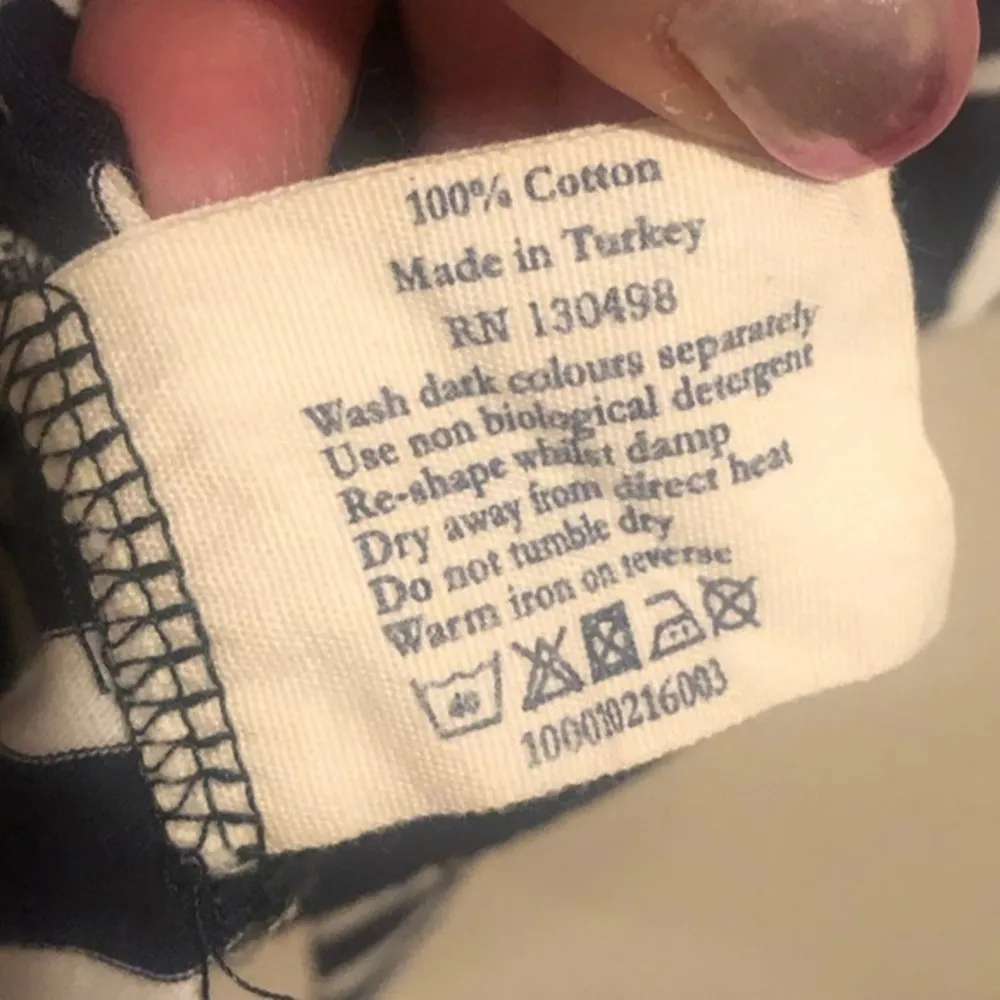 100% Cotton
Made in Turkey
RN 130498
Wash dark colours separately
Use non biological detergent
Re-shape whilst damp
Dry away from direct heat
Do not tumble dry
Warm iron on reverse
40
100010216003